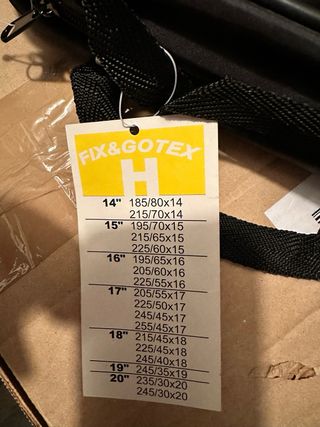 FIX&GOTEX
H
14" 185/80x14
215/70x14
15" 195/70x15
215/65x15
225/60x15
16" 195/65x16
205/60x16
225/55x16
17" 205/55x17
225/50x17
245/45x17
255/45x17
18" 215/45x18
225/45x18
245/40x18
19" 245/35x19
20" 235/30x20
245/30x20